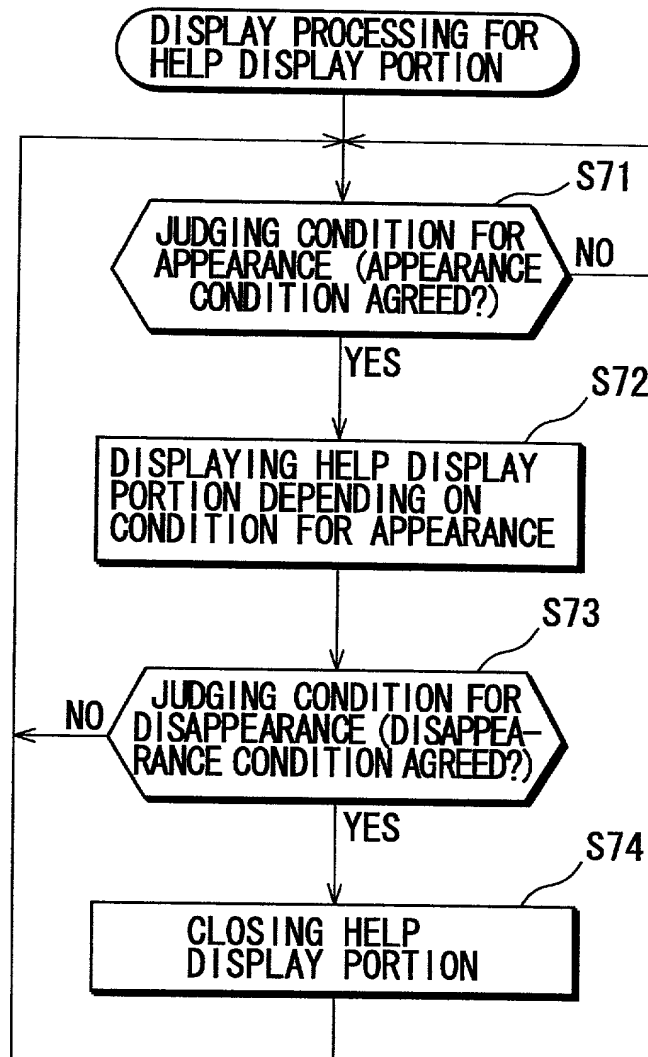 DISPLAY PROCESSING FOR
HELP DISPLAY PORTION
S71
JUDGING CONDITION FOR
APPEARANCE (APPEARANCE
CONDITION AGREED?)
NO
YES
S72
DISPLAYING HELP DISPLAY
PORTION DEPENDING ON
CONDITION FOR APPEARANCE
S73
JUDGING CONDITION FOR
DISAPPEARANCE (DISAPPEA-
RANCE CONDITION AGREED?)
NO
YES
S74
CLOSING HELP
DISPLAY PORTION